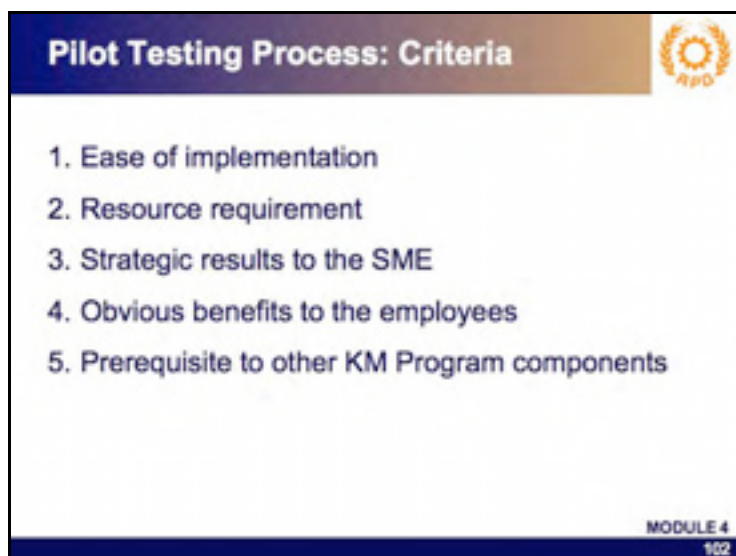 Pilot Testing Process: Criteria
APO
1. Ease of implementation
2. Resource requirement
3. Strategic results to the SME
4. Obvious benefits to the employees
5. Prerequisite to other KM Program components
MODULE 4
102